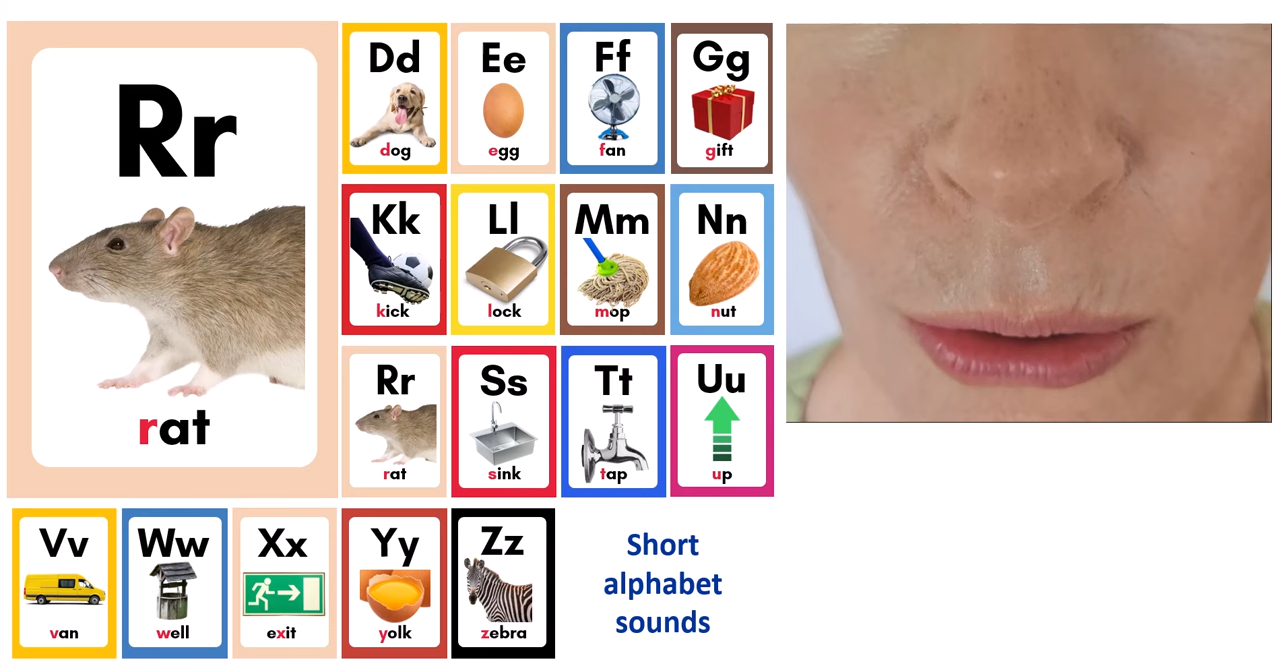 Rr
rat
Dd
dog
Ee
egg
Ff
fan
Gg
gift
Kk
kick
Ll
lock
Mm
mop
Nn
nut
Rr
rat
Ss
sink
Tt
tap
Uu
up
Vv
van
Ww
well
Xx
exit
Yy
yolk
Zz
zebra
Short
alphabet
sounds